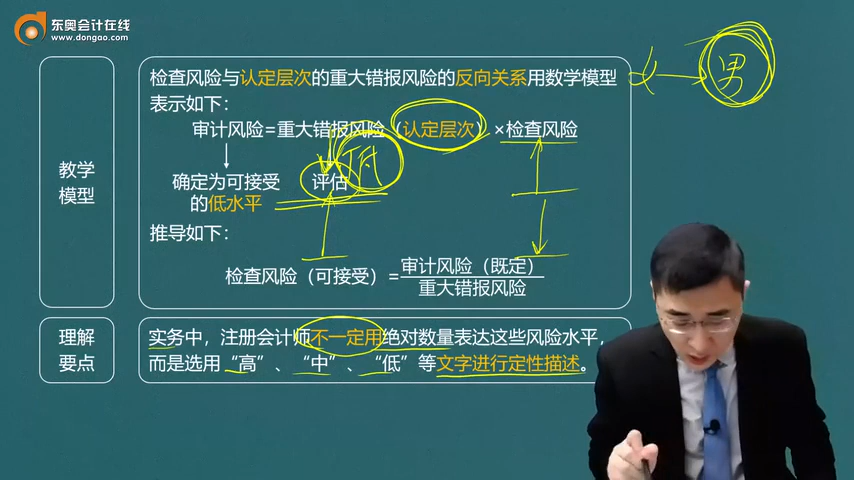 东奥会计在线
www.dongao.com
教学
模型
检查风险与认定层次的重大错报风险的反向关系用数学模型
表示如下：
审计风险=重大错报风险（认定层次）×检查风险
确定为可接受
的低水平
评估
推导如下：
检查风险（可接受）=审计风险（既定）
重大错报风险
男
理解
要点
实务中，注册会计师不一定用绝对数量表达这些风险水平，
而是选用“高”、“中”、“低”等文字进行定性描述。